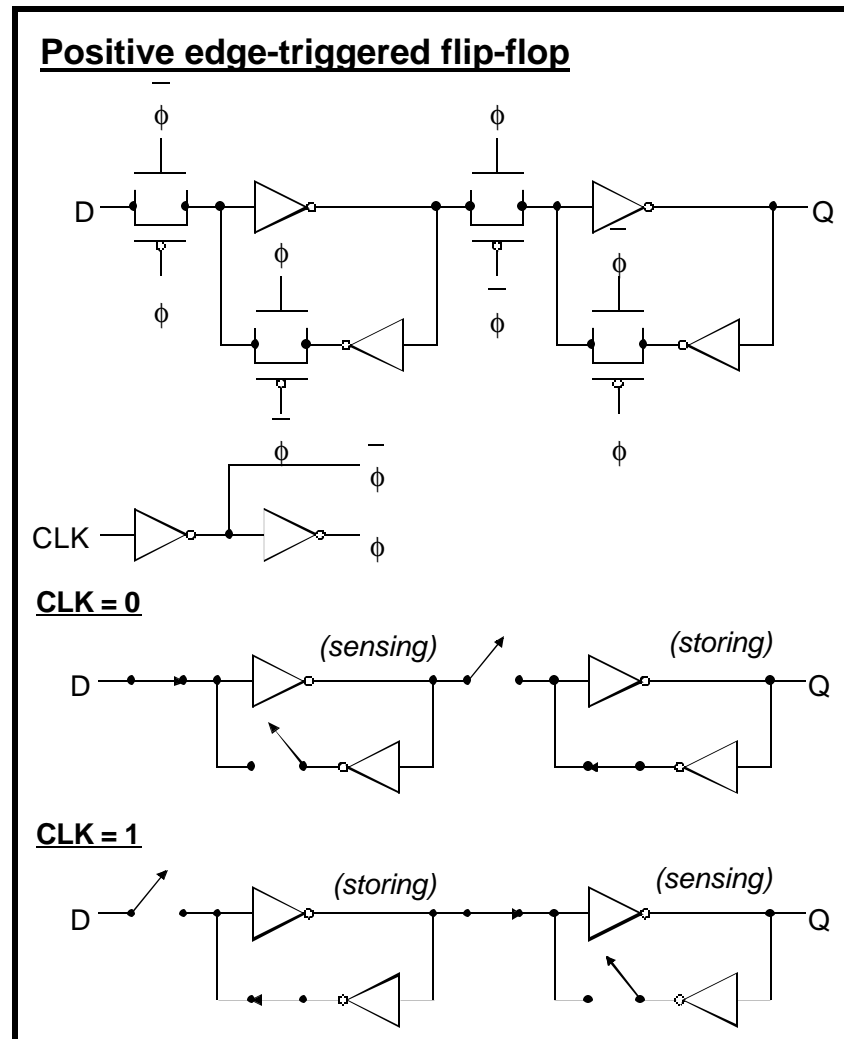 Positive edge-triggered flip-flop
ϕ̅ ϕ
D Q
ϕ ϕ̅
ϕ ϕ̅
ϕ̅ ϕ
ϕ̅
CLK ϕ
CLK = 0
(sensing) (storing)
D Q
CLK = 1
(storing) (sensing)
D Q